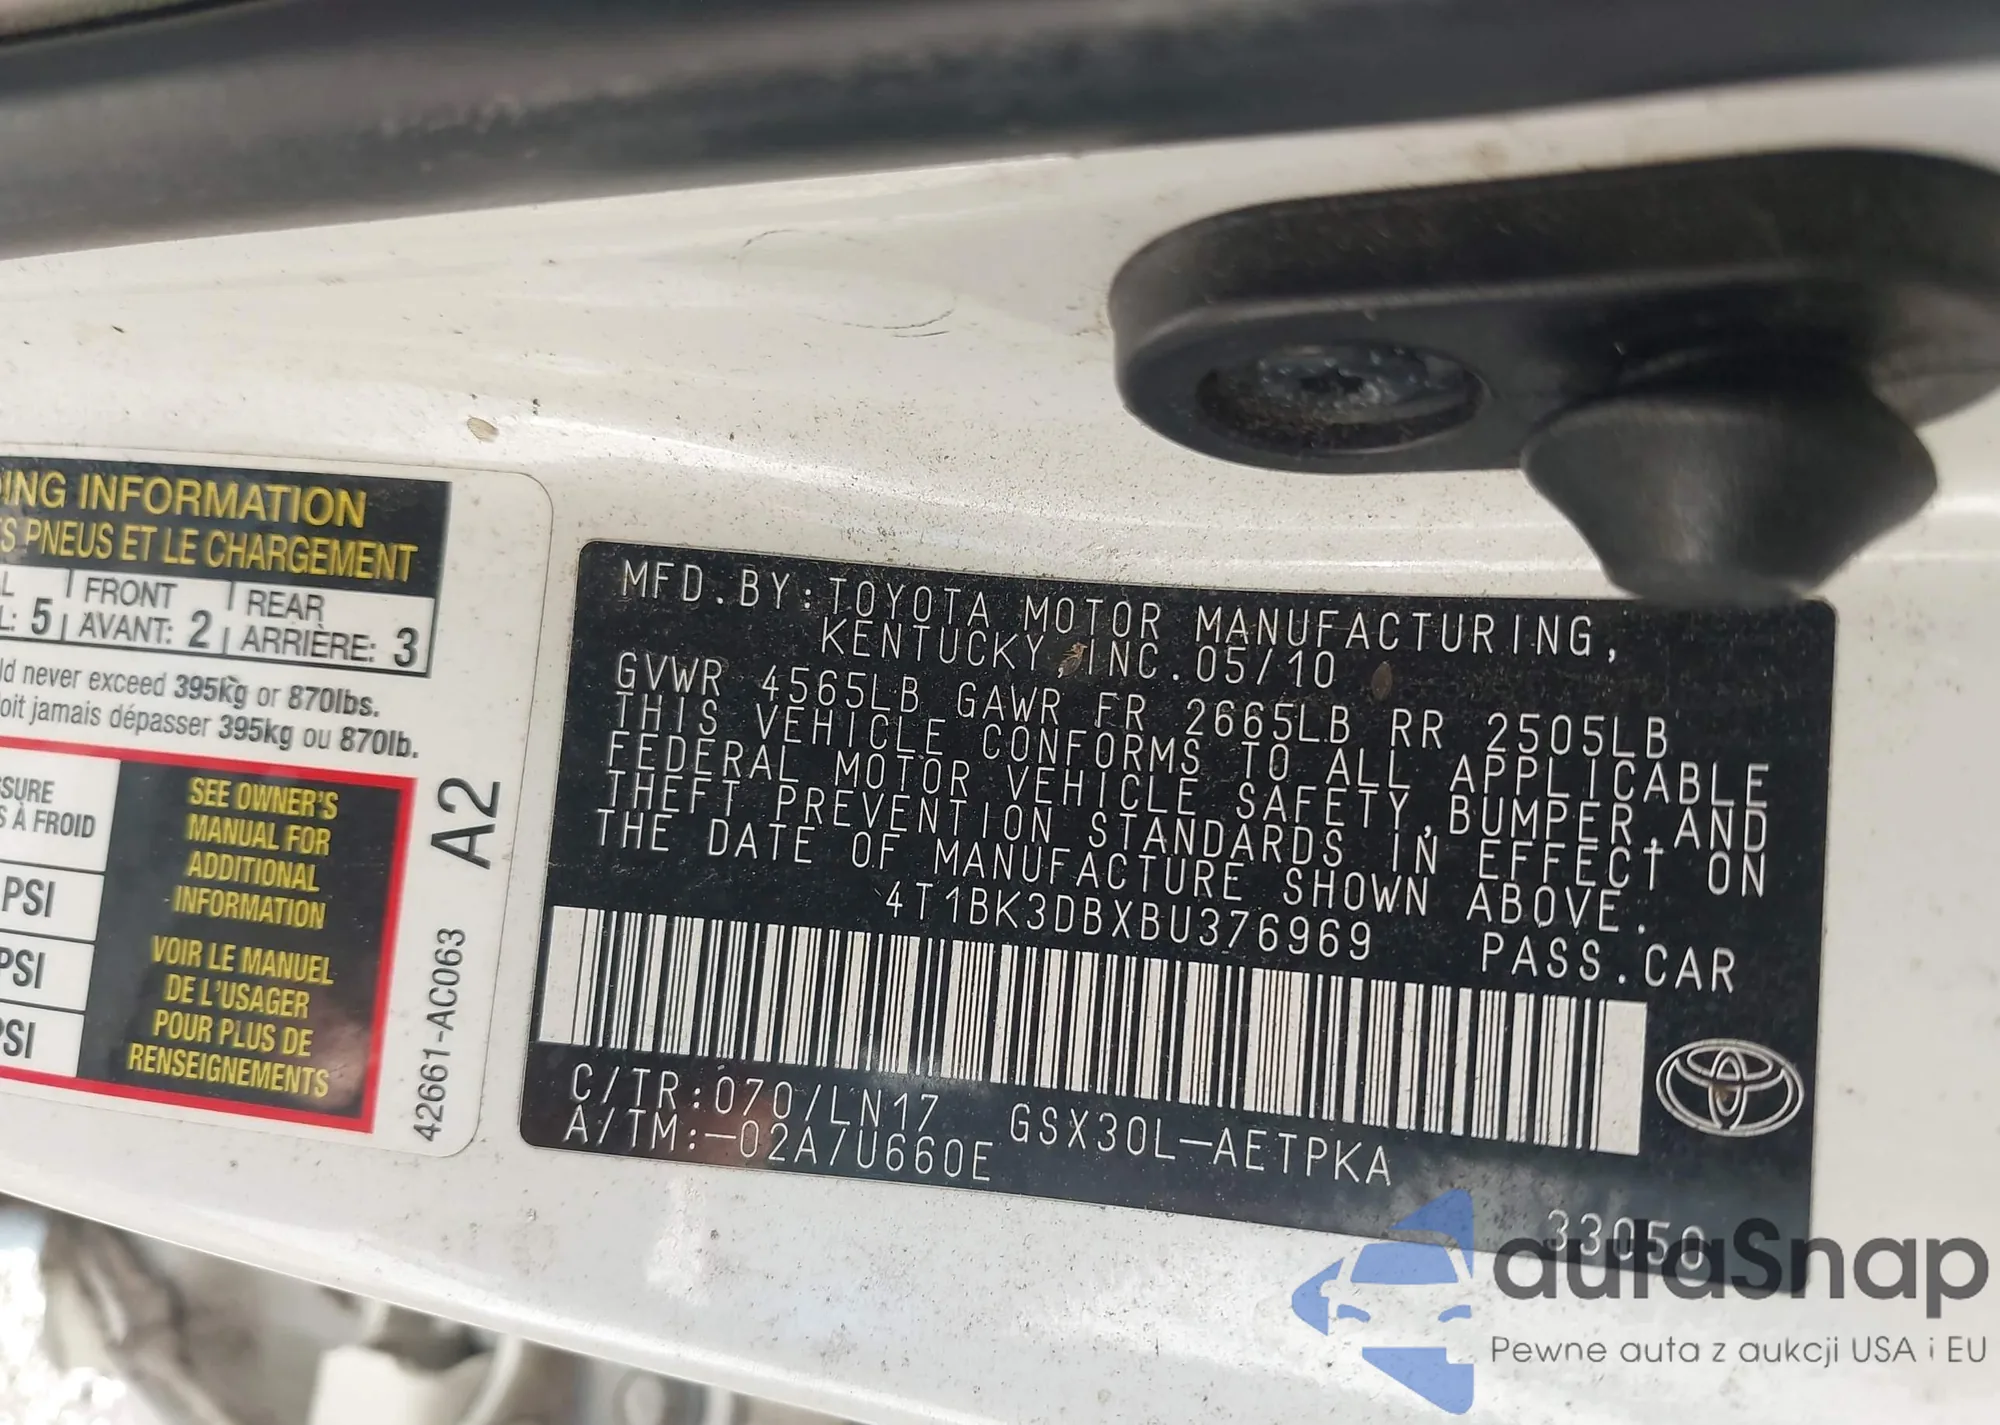 ING INFORMATION
S PNEUS ET LE CHARGEMENT
FRONT REAR
5 AVANT: 2 ARRIÈRE: 3
never exceed 395kg or 870lbs.
jamais dépasser 395kg ou 870lb.
SURE
À FROID
PSI
PSI
PSI
SEE OWNER'S
MANUAL FOR
ADDITIONAL
INFORMATION
VOIR LE MANUEL
DE L'USAGER
POUR PLUS DE
RENSEIGNEMENTS
A2
42661-AC063
MFD.BY:TOYOTA MOTOR MANUFACTURING,
KENTUCKY,INC.05/10
GVWR 4565LB GAWR FR 2665LB RR 2505LB
THIS VEHICLE CONFORMS TO ALL APPLICABLE
FEDERAL MOTOR VEHICLE SAFETY,BUMPER,AND
THEFT PREVENTION STANDARDS IN EFFECT ON
THE DATE OF MANUFACTURE SHOWN ABOVE.
4T1BK3DBXBU376969 PASS.CAR
C/TR:070/LN17 GSX30L-AETPKA
A/TM:-02A/U660E
33050
autaSnap
Pewne auta z aukcji USA i EU